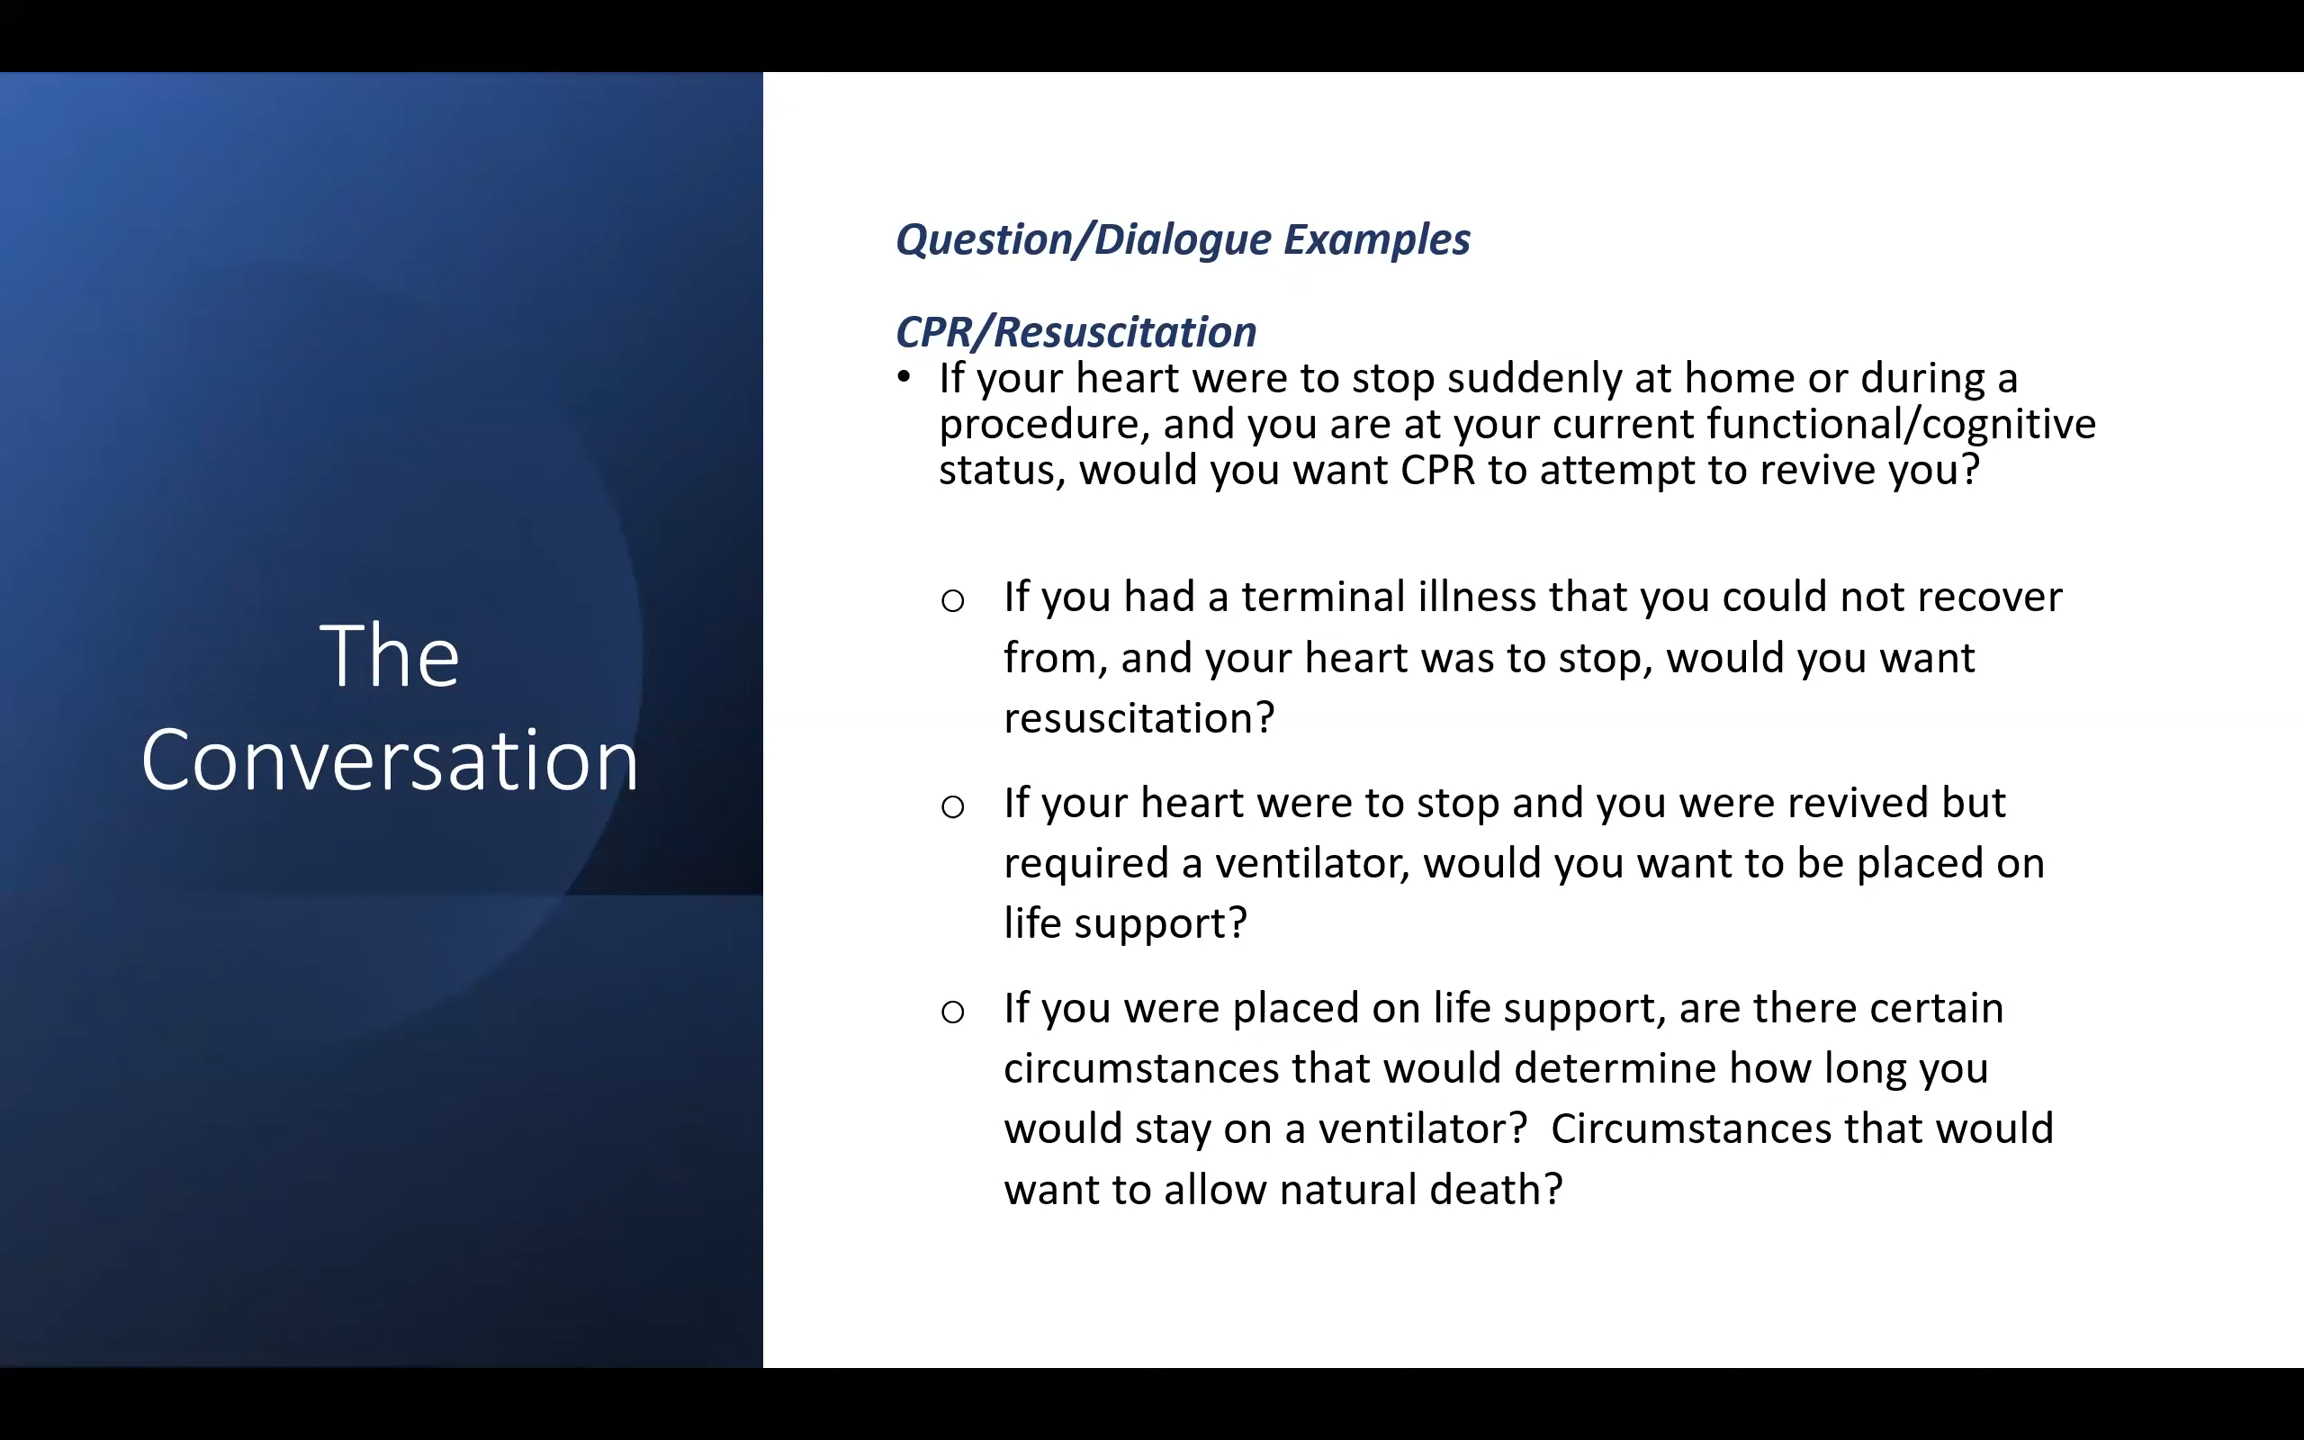 The
Conversation
Question/Dialogue Examples
CPR/Resuscitation
• If your heart were to stop suddenly at home or during a
procedure, and you are at your current functional/cognitive
status, would you want CPR to attempt to revive you?
o If you had a terminal illness that you could not recover
from, and your heart was to stop, would you want
resuscitation?
o If your heart were to stop and you were revived but
required a ventilator, would you want to be placed on
life support?
o If you were placed on life support, are there certain
circumstances that would determine how long you
would stay on a ventilator?  Circumstances that would
want to allow natural death?